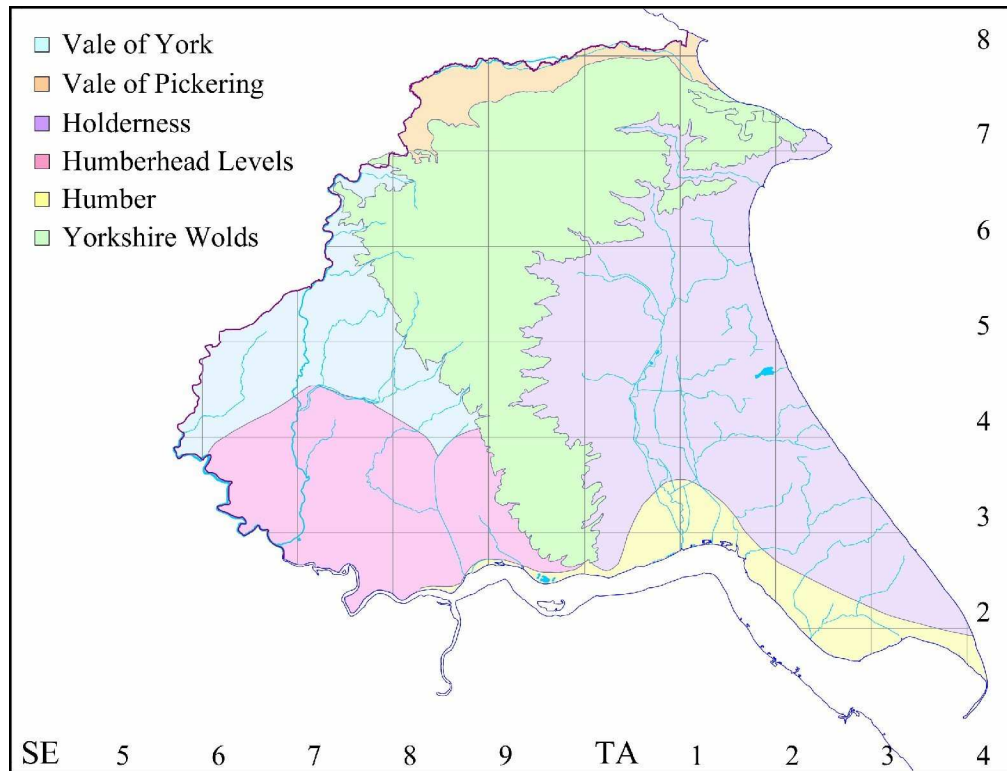 Vale of York
Vale of Pickering
Holderness
Humberhead Levels
Humber
Yorkshire Wolds
8
7
6
5
4
3
2
SE 5 6 7 8 9 TA 1 2 3 4